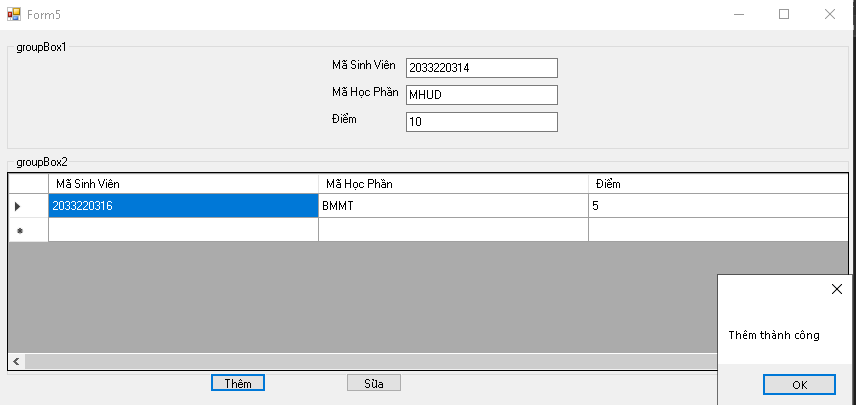 Form5
groupBox1
Mã Sinh Viên 2033220314
Mã Học Phần MHUD
Điểm 10
groupBox2
Mã Sinh Viên Mã Học Phần Điểm
2033220316 BMMT 5
Thêm thành công
OK
Thêm Sữa